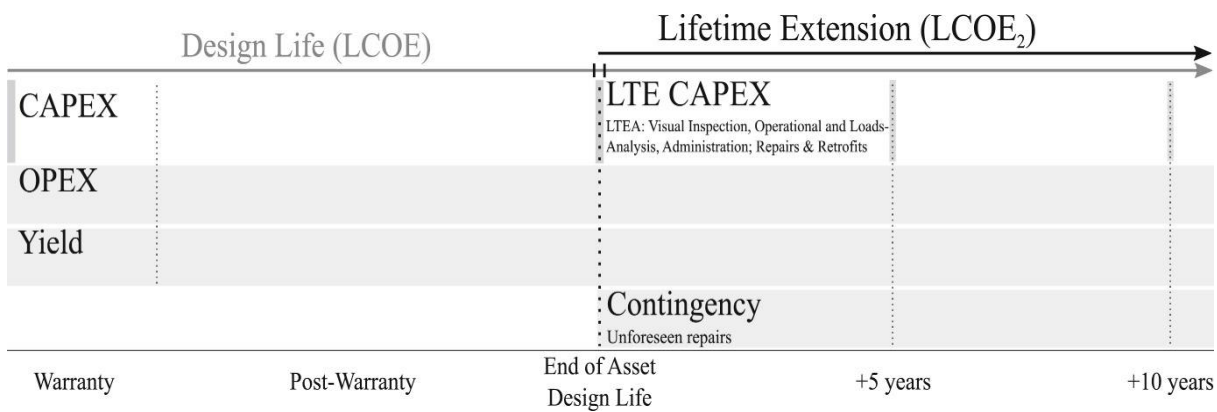 Design Life (LCOE)
Lifetime Extension (LCOE₂)
CAPEX
LTE CAPEX
LTEA: Visual Inspection, Operational and Loads-
Analysis, Administration; Repairs & Retrofits
OPEX
Yield
Contingency
Unforeseen repairs
Warranty
Post-Warranty
End of Asset
Design Life
+5 years
+10 years